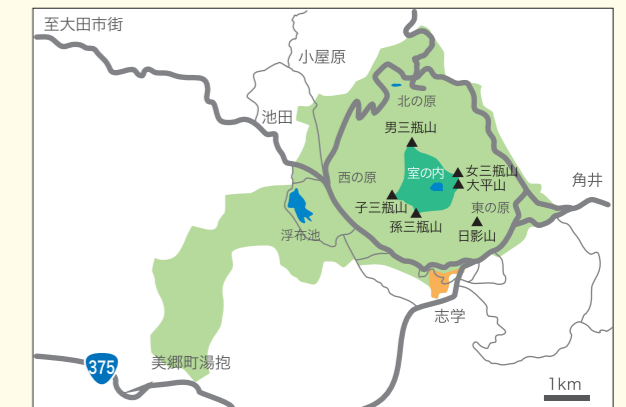 至大田市街
小屋原
北の原
池田
男三瓶山
室の内
女三瓶山
西の原
大平山
角井
子三瓶山
東の原
孫三瓶山
浮布池
日影山
志学
美郷町湯抱
375
1km